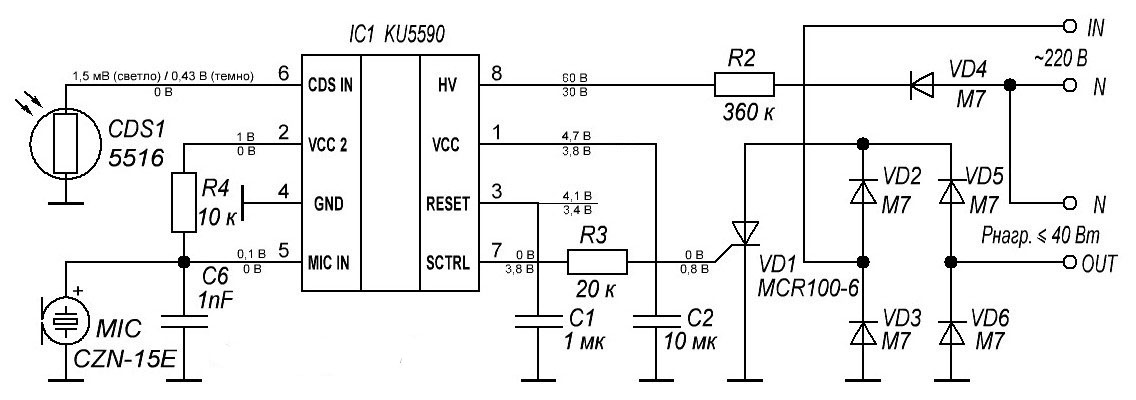 IC1 KU5590
IN
~220 В
N
1,5 мВ (светло) / 0,43 В (темно)
0 В
6
CDS IN
HV
8
60 В
30 В
R2
360 к
VD4
M7
CDS1
5516
1 В
0 В
2
VCC 2
VCC
1
4,7 В
3,8 В
R4
10 к
4
GND
RESET
3
4,1 В
3,4 В
VD2
M7
VD5
M7
N
Рнагр. ⩽ 40 Вт
0,1 В
0 В
5
MIC IN
SCTRL
7
0 В
3,8 В
R3
20 к
0 В
0,8 В
VD1
MCR100-6
OUT
C6
1nF
+
MIC
CZN-15E
C1
1 мк
C2
10 мк
VD3
M7
VD6
M7